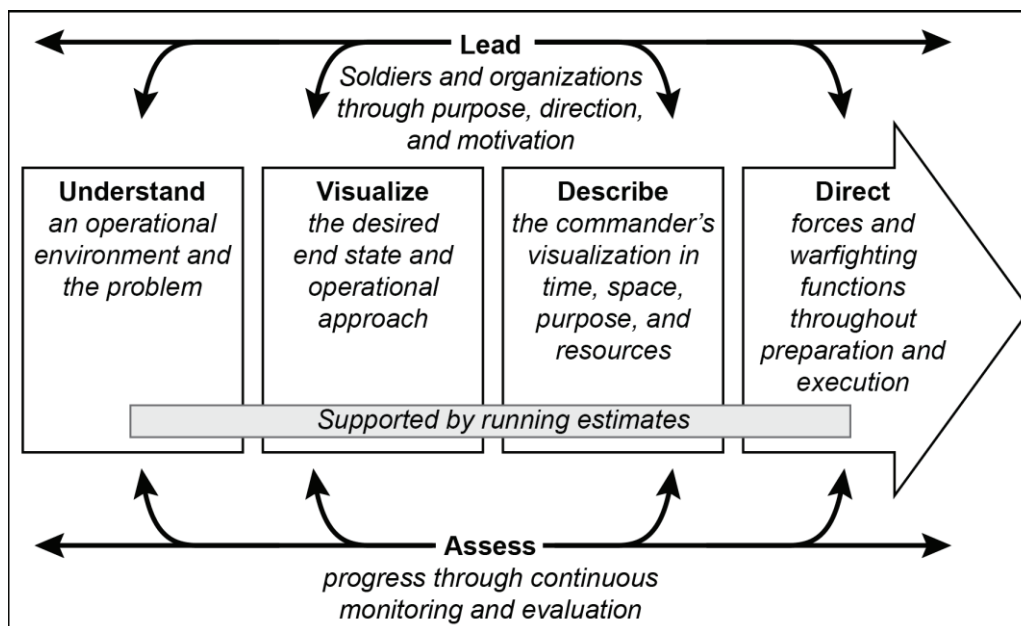 Lead
Soldiers and organizations
through purpose, direction,
and motivation
Understand
an operational
environment and
the problem
Visualize
the desired
end state and
operational
approach
Describe
the commander’s
visualization in
time, space,
purpose, and
resources
Direct
forces and
warfighting
functions
throughout
preparation and
execution
Supported by running estimates
Assess
progress through continuous
monitoring and evaluation